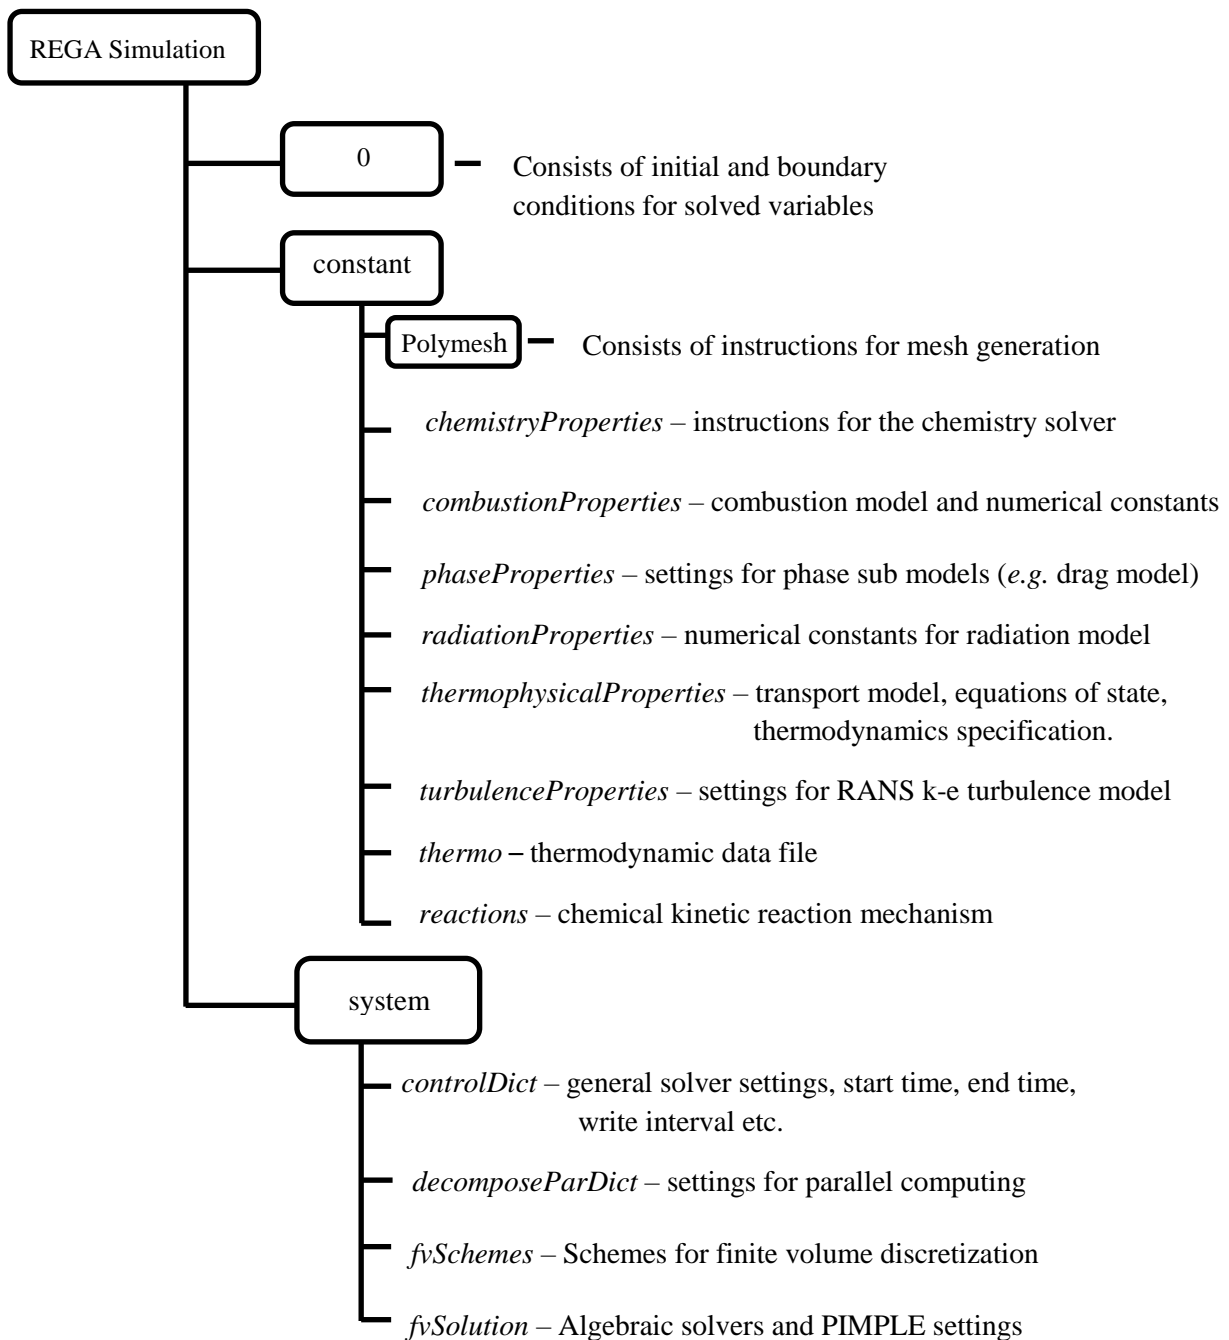 REGA Simulation
0
Consists of initial and boundary
conditions for solved variables
constant
Polymesh
Consists of instructions for mesh generation
chemistryProperties – instructions for the chemistry solver
combustionProperties – combustion model and numerical constants
phaseProperties – settings for phase sub models (e.g. drag model)
radiationProperties – numerical constants for radiation model
thermophysicalProperties – transport model, equations of state,
thermodynamics specification.
turbulenceProperties – settings for RANS k-e turbulence model
thermo – thermodynamic data file
reactions – chemical kinetic reaction mechanism
system
controlDict – general solver settings, start time, end time,
write interval etc.
decomposeParDict – settings for parallel computing
fvSchemes – Schemes for finite volume discretization
fvSolution – Algebraic solvers and PIMPLE settings